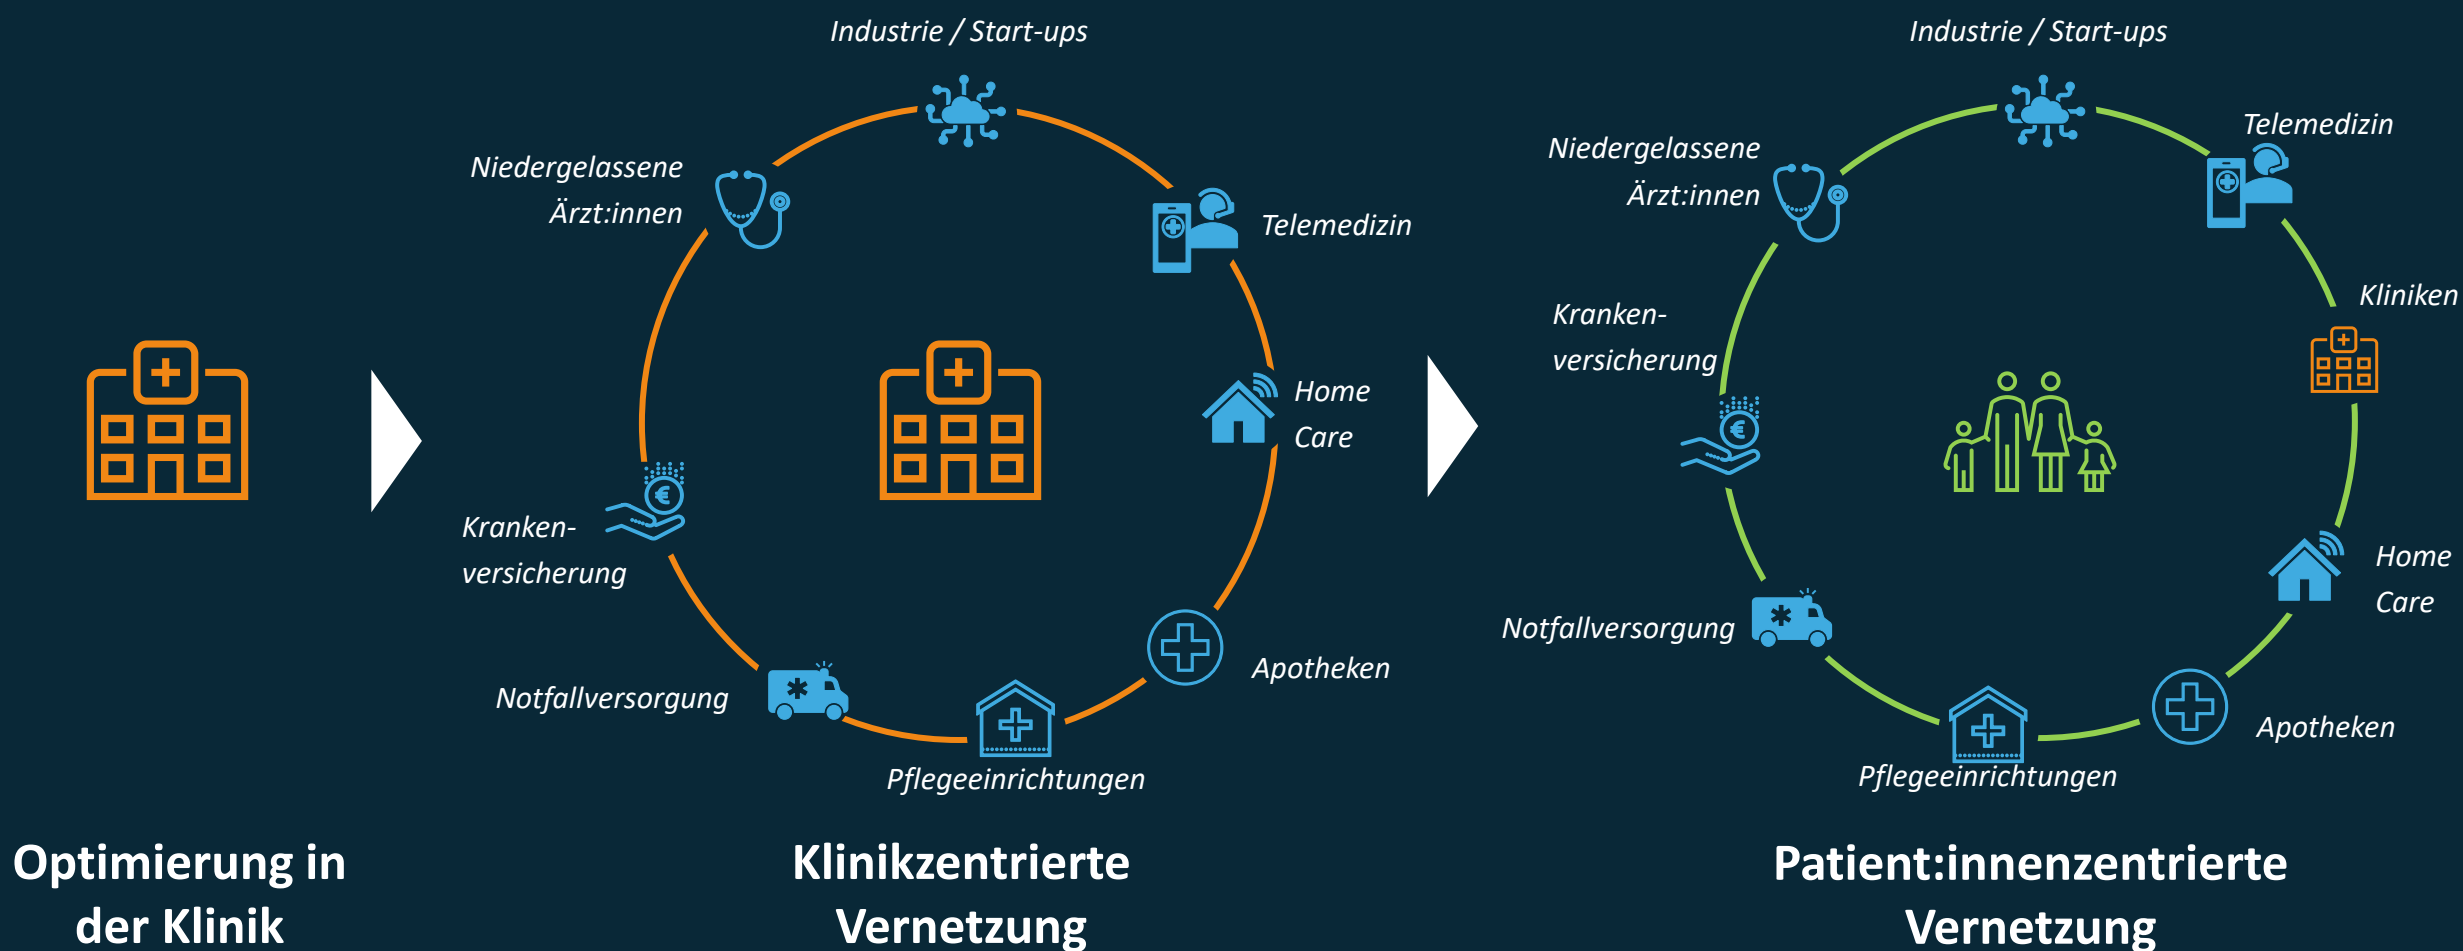 Industrie / Start-ups
Niedergelassene
Ärzt:innen
Telemedizin
Home
Care
Kranken-
versicherung
Notfallversorgung
Apotheken
Pflegeeinrichtungen
Industrie / Start-ups
Telemedizin
Niedergelassene
Ärzt:innen
Kliniken
Kranken-
versicherung
Home
Care
Notfallversorgung
Apotheken
Pflegeeinrichtungen
Optimierung in
der Klinik
Klinikzentrierte
Vernetzung
Patient:innenzentrierte
Vernetzung